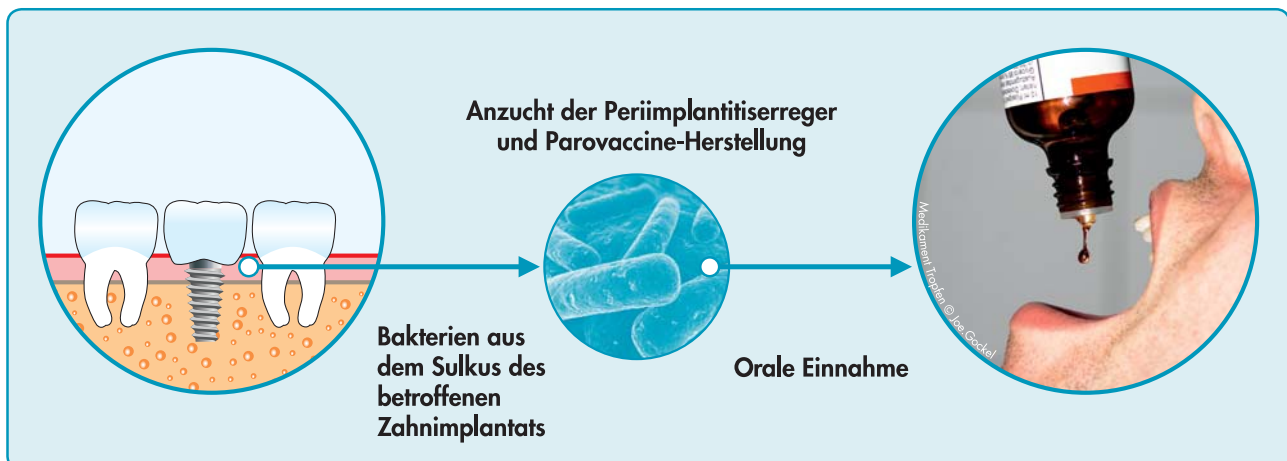 Anzucht der Periimplantitiserreger
und Parovaccine-Herstellung
Bakterien aus
dem Sulkus des
betroffenen
Zahnimplantats
Orale Einnahme
Medikament Tropfen © Joe.Gockel